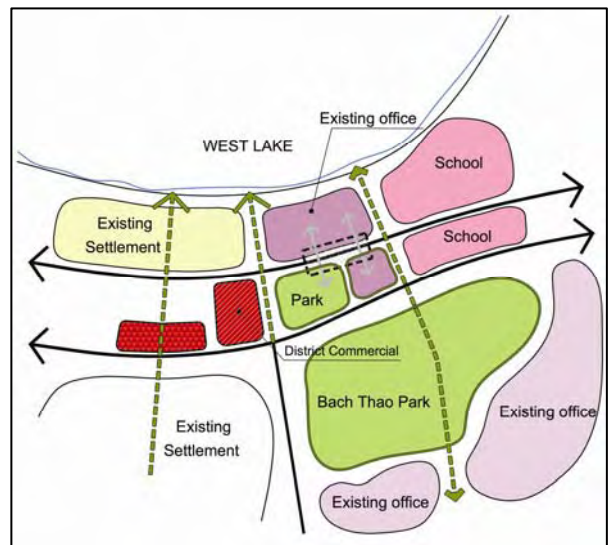 Existing office
WEST LAKE
School
Existing
Settlement
School
Park
District Commercial
Bach Thao Park
Existing office
Existing
Settlement
Existing office